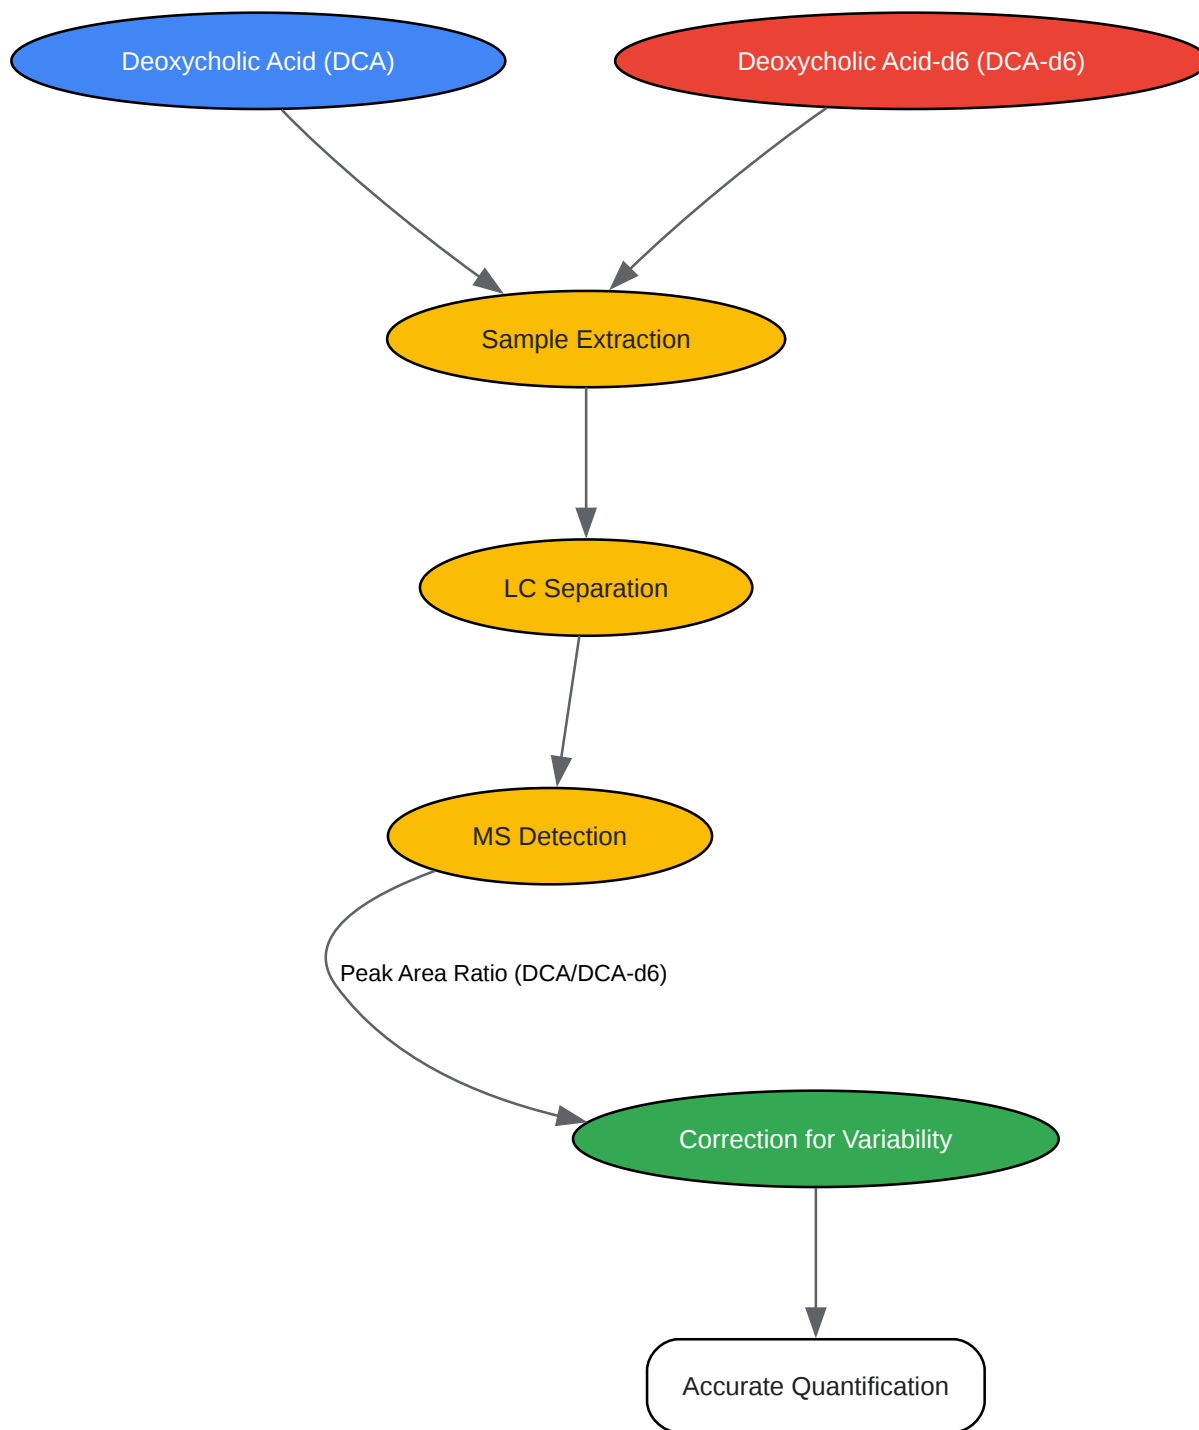 Deoxycholic Acid (DCA)
Deoxycholic Acid-d6 (DCA-d6)
Sample Extraction
LC Separation
MS Detection
Peak Area Ratio (DCA/DCA-d6)
Correction for Variability
Accurate Quantification